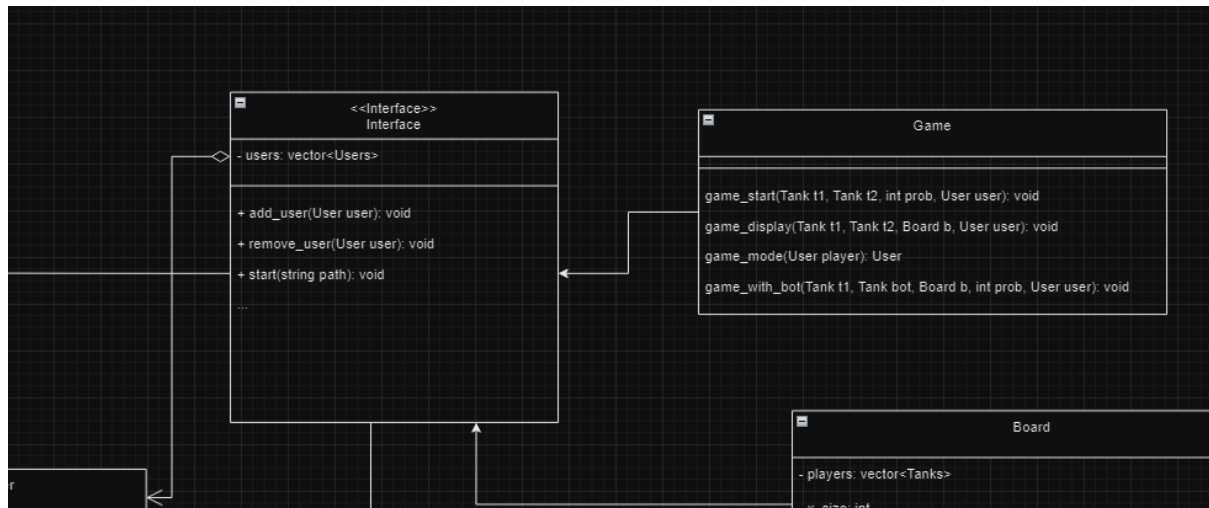 <<Interface>>
Interface
- users: vector<Users>
+ add_user(User user): void
+ remove_user(User user): void
+ start(string path): void
...
Game
game_start(Tank t1, Tank t2, int prob, User user): void
game_display(Tank t1, Tank t2, Board b, User user): void
game_mode(User player): User
game_with_bot(Tank t1, Tank bot, Board b, int prob, User user): void
Board
- players: vector<Tanks>